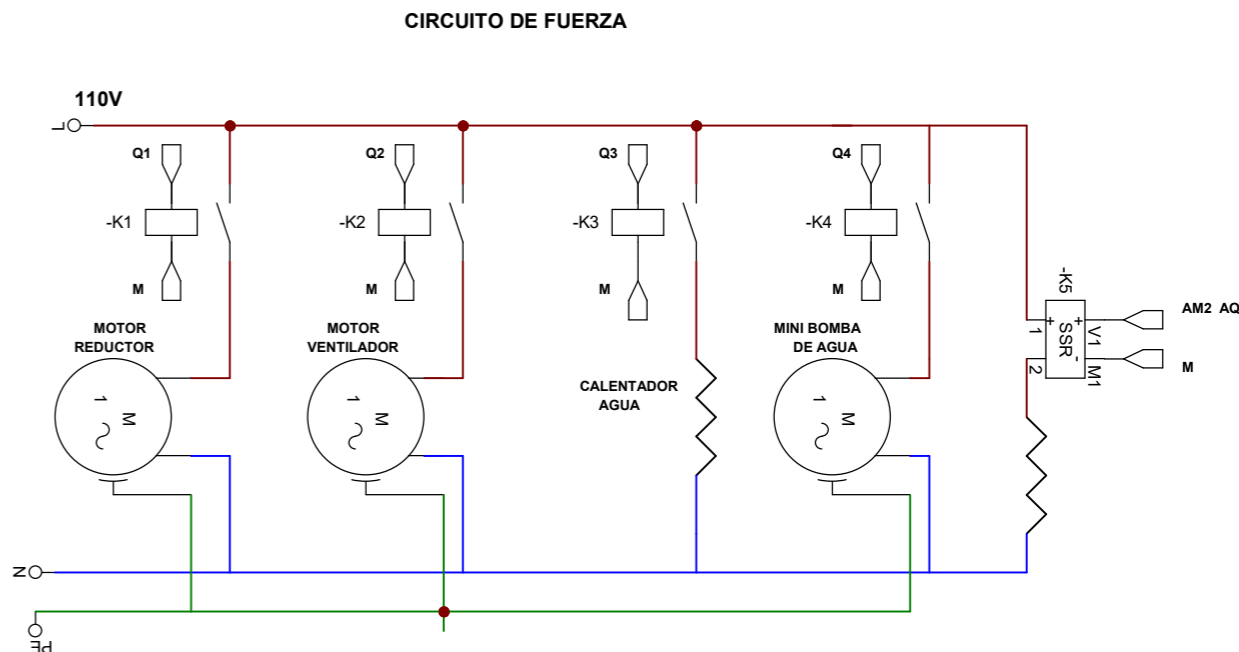 CIRCUITO DE FUERZA
110V
L
Q1
Q2
Q3
Q4
-K1
-K2
-K3
-K4
-K5
M
M
M
M
1
2
+
+
-
SSR
V1
M1
AM2 AQ
M
MOTOR
REDUCTOR
MOTOR
VENTILADOR
CALENTADOR
AGUA
MINI BOMBA
DE AGUA
M
1
M
1
M
1
N
PE